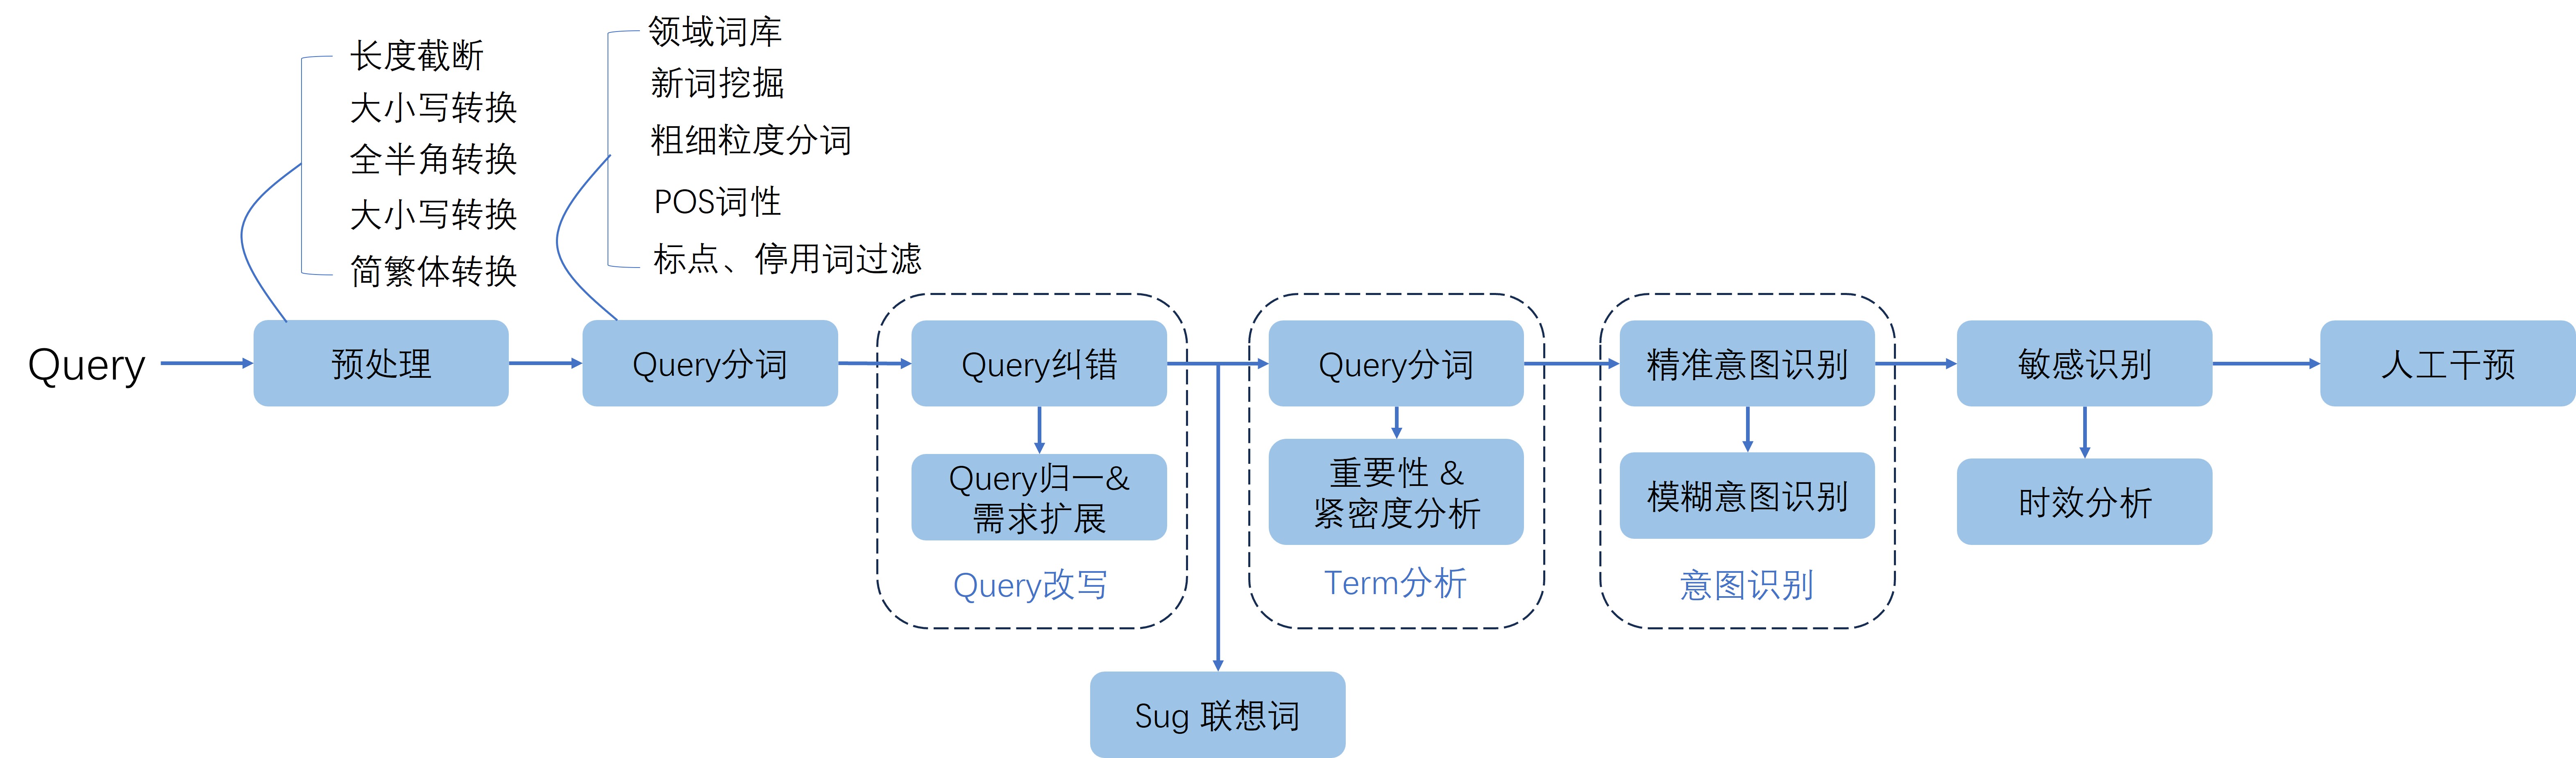 长度截断
大小写转换
全半角转换
大小写转换
简繁体转换
领域词库
新词挖掘
粗细粒度分词
POS词性
标点、停用词过滤
Query
预处理
Query分词
Query纠错
Query分词
精准意图识别
敏感识别
人工干预
Query归一&
需求扩展
重要性 &
紧密度分析
模糊意图识别
时效分析
Query改写
Term分析
意图识别
Sug 联想词